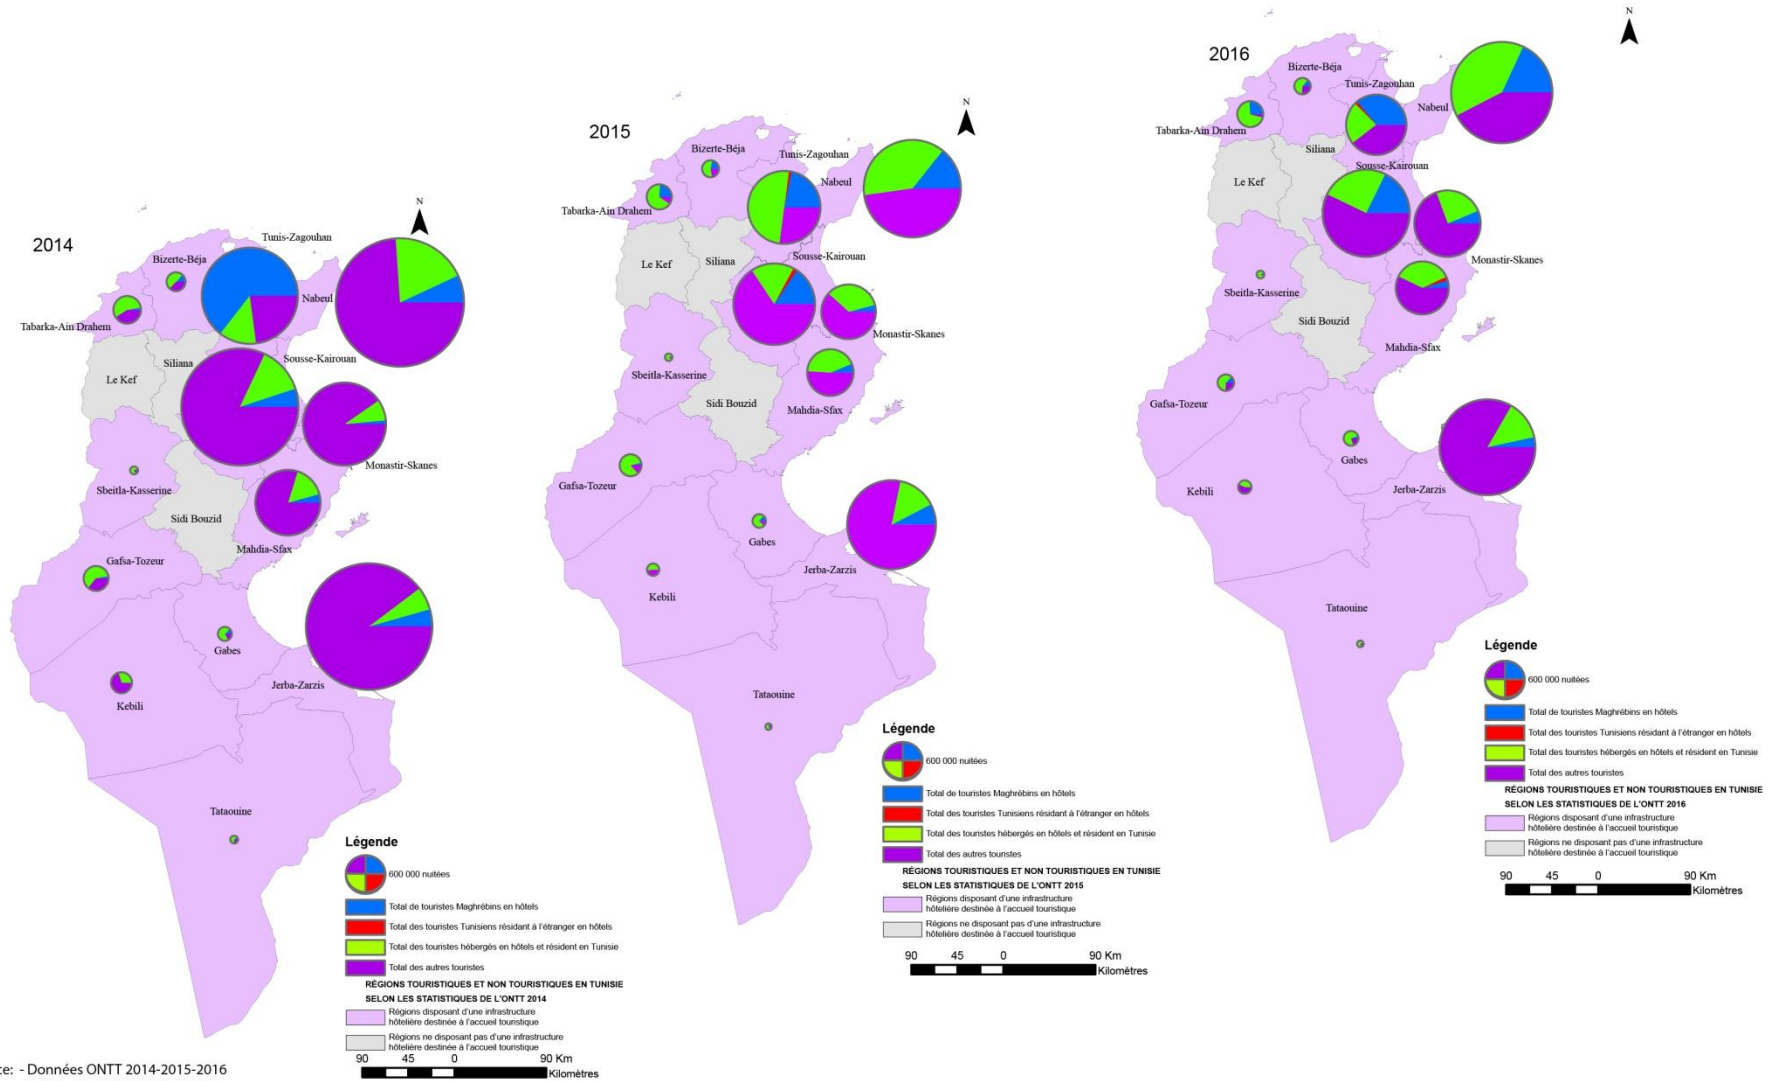 2014
N
Tunis-Zagouhan
Bizerte-Béja
Nabeul
Tabarka-Ain Drahem
Siliana
Sousse-Kairouan
Le Kef
Monastir-Skanes
Sbeitla-Kasserine
Sidi Bouzid
Mahdia-Sfax
Gafsa-Tozeur
Gabes
Jerba-Zarzis
Kebili
Tataouine
Légende
600 000 nuitées
Total de touristes Maghrébins en hôtels
Total des touristes Tunisiens résidant à l'étranger en hôtels
Total des touristes hébergés en hôtels et résident en Tunisie
Total des autres touristes
RÉGIONS TOURISTIQUES ET NON TOURISTIQUES EN TUNISIE
SELON LES STATISTIQUES DE L'ONTT 2014
Régions disposant d'une infrastructure
hôtelière destinée à l'accueil touristique
Régions ne disposant pas d'une infrastructure
hôtelière destinée à l'accueil touristique
90 45 0 90 Km
Kilomètres
2015
N
Bizerte-Béja
Tunis-Zagouhan
Nabeul
Tabarka-Ain Drahem
Sousse-Kairouan
Le Kef
Siliana
Monastir-Skanes
Sbeitla-Kasserine
Sidi Bouzid
Mahdia-Sfax
Gafsa-Tozeur
Gabes
Jerba-Zarzis
Kebili
Tataouine
Légende
600 000 nuitées
Total de touristes Maghrébins en hôtels
Total des touristes Tunisiens résidant à l'étranger en hôtels
Total des touristes hébergés en hôtels et résident en Tunisie
Total des autres touristes
RÉGIONS TOURISTIQUES ET NON TOURISTIQUES EN TUNISIE
SELON LES STATISTIQUES DE L'ONTT 2015
Régions disposant d'une infrastructure
hôtelière destinée à l'accueil touristique
Régions ne disposant pas d'une infrastructure
hôtelière destinée à l'accueil touristique
90 45 0 90 Km
Kilomètres
2016
N
Bizerte-Béja
Tunis-Zagouhan
Nabeul
Tabarka-Ain Drahem
Siliana
Sousse-Kairouan
Le Kef
Monastir-Skanes
Sbeitla-Kasserine
Sidi Bouzid
Mahdia-Sfax
Gafsa-Tozeur
Gabes
Kebili
Jerba-Zarzis
Tataouine
Légende
600 000 nuitées
Total de touristes Maghrébins en hôtels
Total des touristes Tunisiens résidant à l'étranger en hôtels
Total des touristes hébergés en hôtels et résident en Tunisie
Total des autres touristes
RÉGIONS TOURISTIQUES ET NON TOURISTIQUES EN TUNISIE
SELON LES STATISTIQUES DE L'ONTT 2016
Régions disposant d'une infrastructure
hôtelière destinée à l'accueil touristique
Régions ne disposant pas d'une infrastructure
hôtelière destinée à l'accueil touristique
90 45 0 90 Km
Kilomètres
ce: - Données ONTT 2014-2015-2016